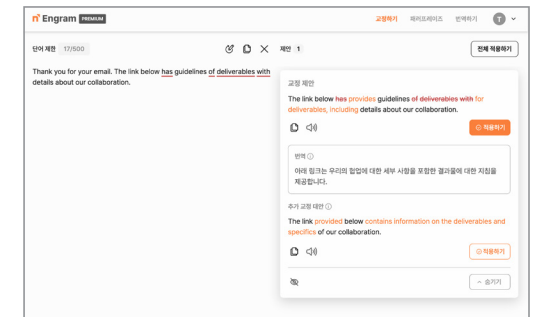 n Engram PREMIUM
교정하기 패러프레이즈 번역하기 T
단어 제한 17/500
제안 1 전체 적용하기
Thank you for your email. The link below has guidelines of deliverables with
details about our collaboration.
교정 제안
The link below has provides guidelines of deliverables with for
deliverables, including details about our collaboration.
적용하기
번역
아래 링크는 우리의 협업에 대한 세부 사항을 포함한 결과물에 대한 지침을
제공합니다.
추가 교정 대안
The link provided below contains information on the deliverables and
specifics of our collaboration.
적용하기
숨기기